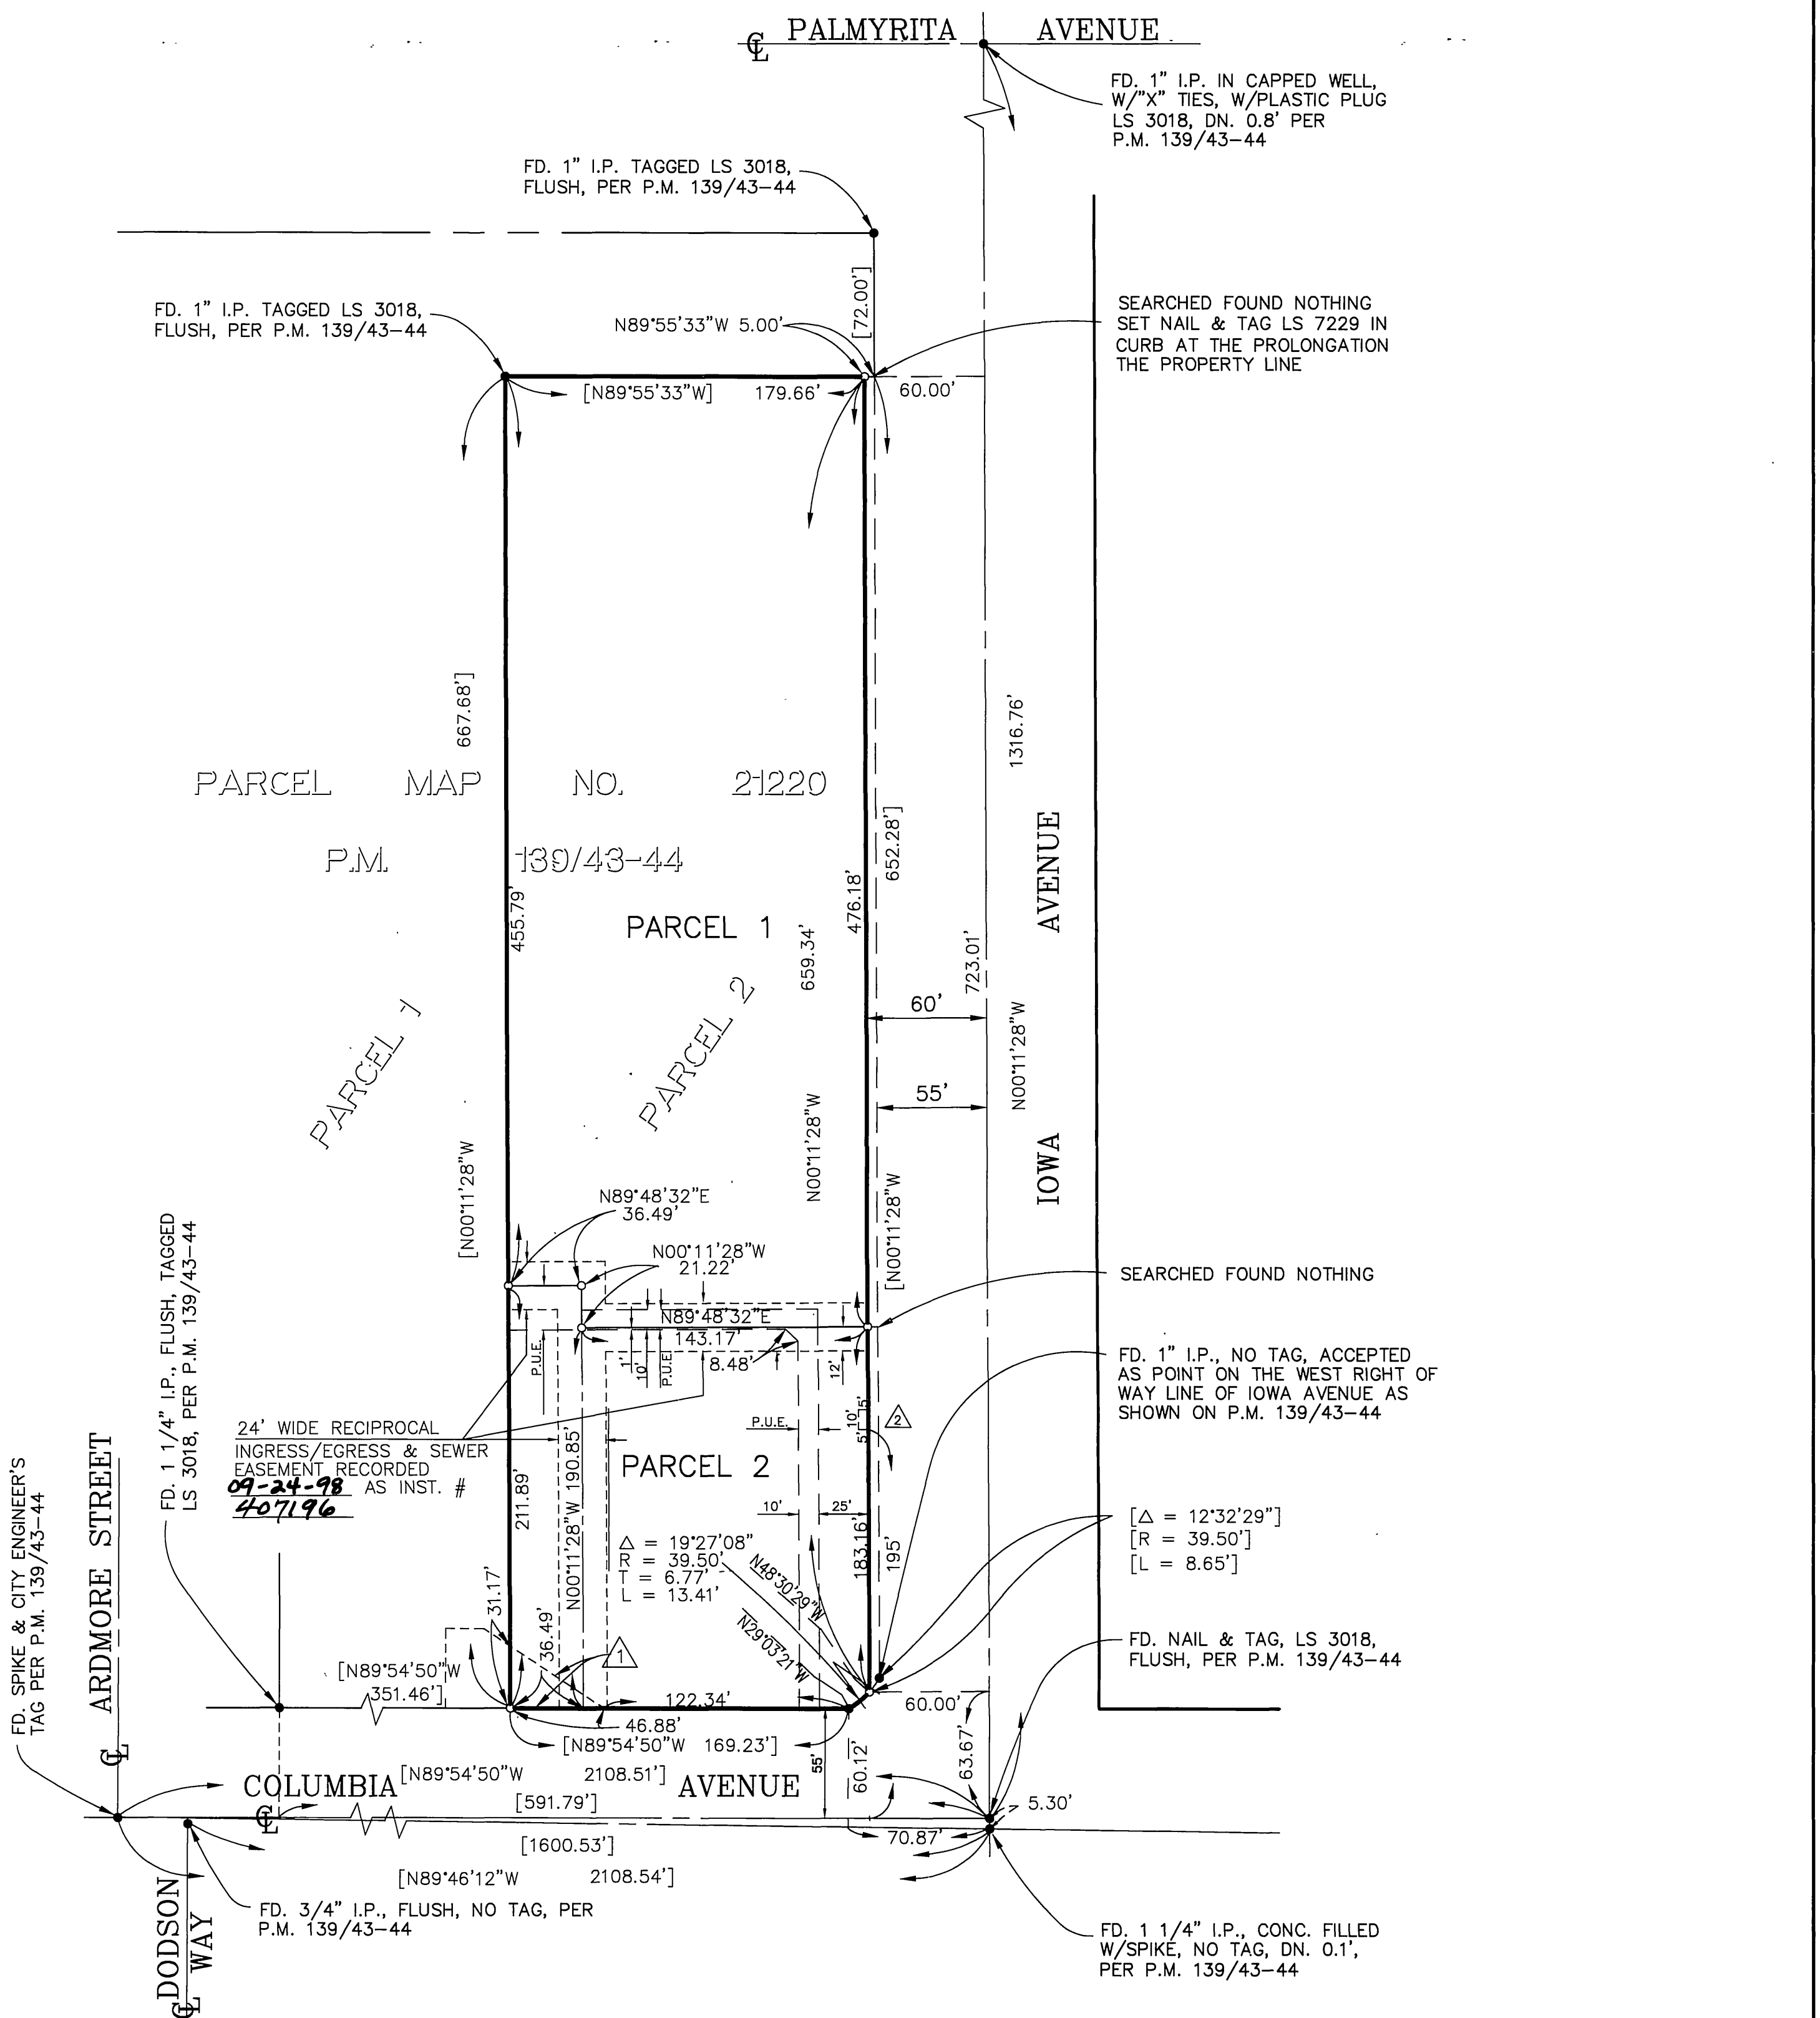 ℄ PALMYRITA AVENUE
FD. 1" I.P. IN CAPPED WELL,
W/"X" TIES, W/PLASTIC PLUG
LS 3018, DN. 0.8' PER
P.M. 139/43-44
FD. 1" I.P. TAGGED LS 3018,
FLUSH, PER P.M. 139/43-44
[72.00']
FD. 1" I.P. TAGGED LS 3018,
FLUSH, PER P.M. 139/43-44
N89°55'33"W 5.00'
SEARCHED FOUND NOTHING
SET NAIL & TAG LS 7229 IN
CURB AT THE PROLONGATION
THE PROPERTY LINE
[N89°55'33"W] 179.66'
60.00'
667.68']
1316.76'
PARCEL MAP NO. 21220
P.M. 139/43-44
652.28']
455.79'
476.18'
PARCEL 1
659.34'
723.01'
IOWA AVENUE
PARCEL 1
PARCEL 2
60'
N00°11'28"W
55'
N00°11'28"W
[N00°11'28"W
[N00°11'28"W
N89°48'32"E
36.49'
N00°11'28"W
21.22'
SEARCHED FOUND NOTHING
N89°48'32"E
143.17'
8.48'
P.U.E.
1'
10'
P.U.E.
12'
FD. 1" I.P., NO TAG, ACCEPTED
AS POINT ON THE WEST RIGHT OF
WAY LINE OF IOWA AVENUE AS
SHOWN ON P.M. 139/43-44
FD. 1 1/4" I.P., FLUSH, TAGGED
LS 3018, PER P.M. 139/43-44
24' WIDE RECIPROCAL
INGRESS/EGRESS & SEWER
EASEMENT RECORDED
09-24-98 AS INST. #
407196
P.U.E.
10'
5'
5'
2
PARCEL 2
FD. SPIKE & CITY ENGINEER'S
TAG PER P.M. 139/43-44
ARDMORE STREET
℄
211.89'
N00°11'28"W 190.85'
10'
25'
183.16'
195'
Δ = 19°27'08"
R = 39.50'
T = 6.77'
L = 13.41'
N48°30'29"W
N29°03'21"W
[Δ = 12°32'29"]
[R = 39.50']
[L = 8.65']
31.17'
36.49'
1
FD. NAIL & TAG, LS 3018,
FLUSH, PER P.M. 139/43-44
[N89°54'50"W
351.46']
122.34'
60.00'
46.88'
[N89°54'50"W 169.23']
55'
60.12'
63.67'
[N89°54'50"W 2108.51']
℄ COLUMBIA AVENUE
[591.79']
5.30'
70.87'
[1600.53']
[N89°46'12"W 2108.54']
FD. 3/4" I.P., FLUSH, NO TAG, PER
P.M. 139/43-44
℄ DODSON
WAY
FD. 1 1/4" I.P., CONC. FILLED
W/SPIKE, NO TAG, DN. 0.1',
PER P.M. 139/43-44